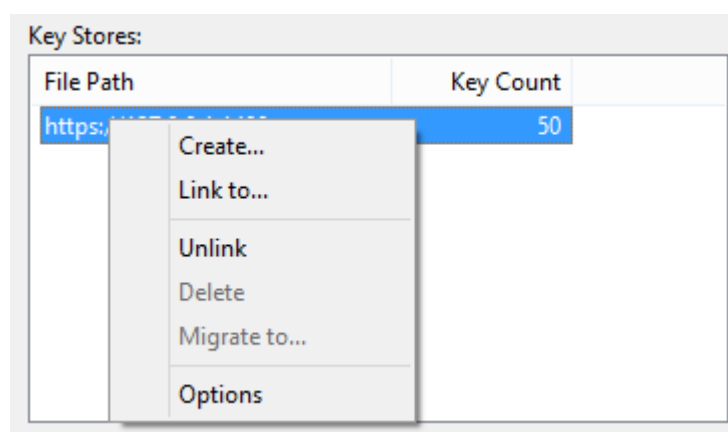 Key Stores:
File Path Key Count
https:/ 50
Create...
Link to...
Unlink
Delete
Migrate to...
Options